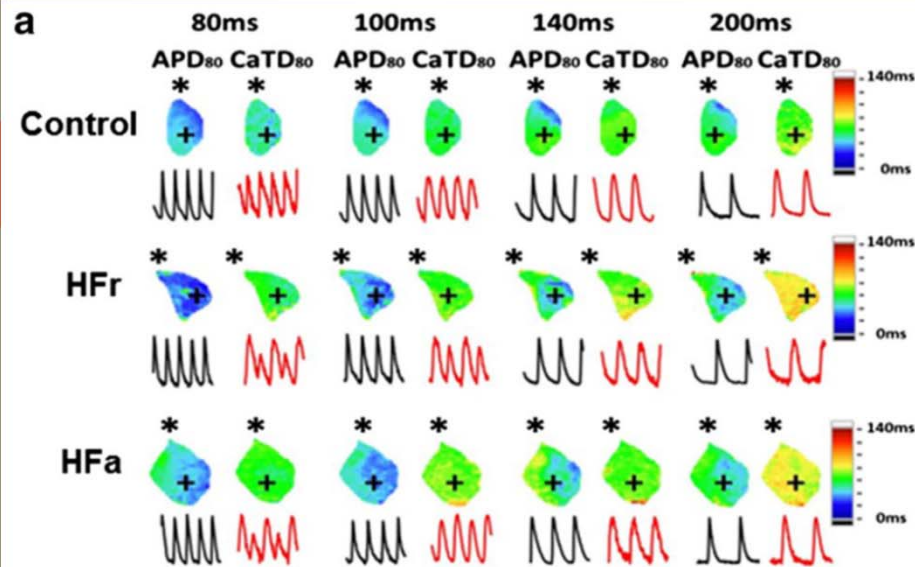 a
80ms 100ms 140ms 200ms
APD80 CaTD80 APD80 CaTD80 APD80 CaTD80 APD80 CaTD80
* * * * * * * *
140ms
Control
+ + + + + + + +
0ms
* * * * * * * *
140ms
HFr
+ + + + + + + +
0ms
* * * * * * * *
140ms
HFa
+ + + + + + + +
0ms